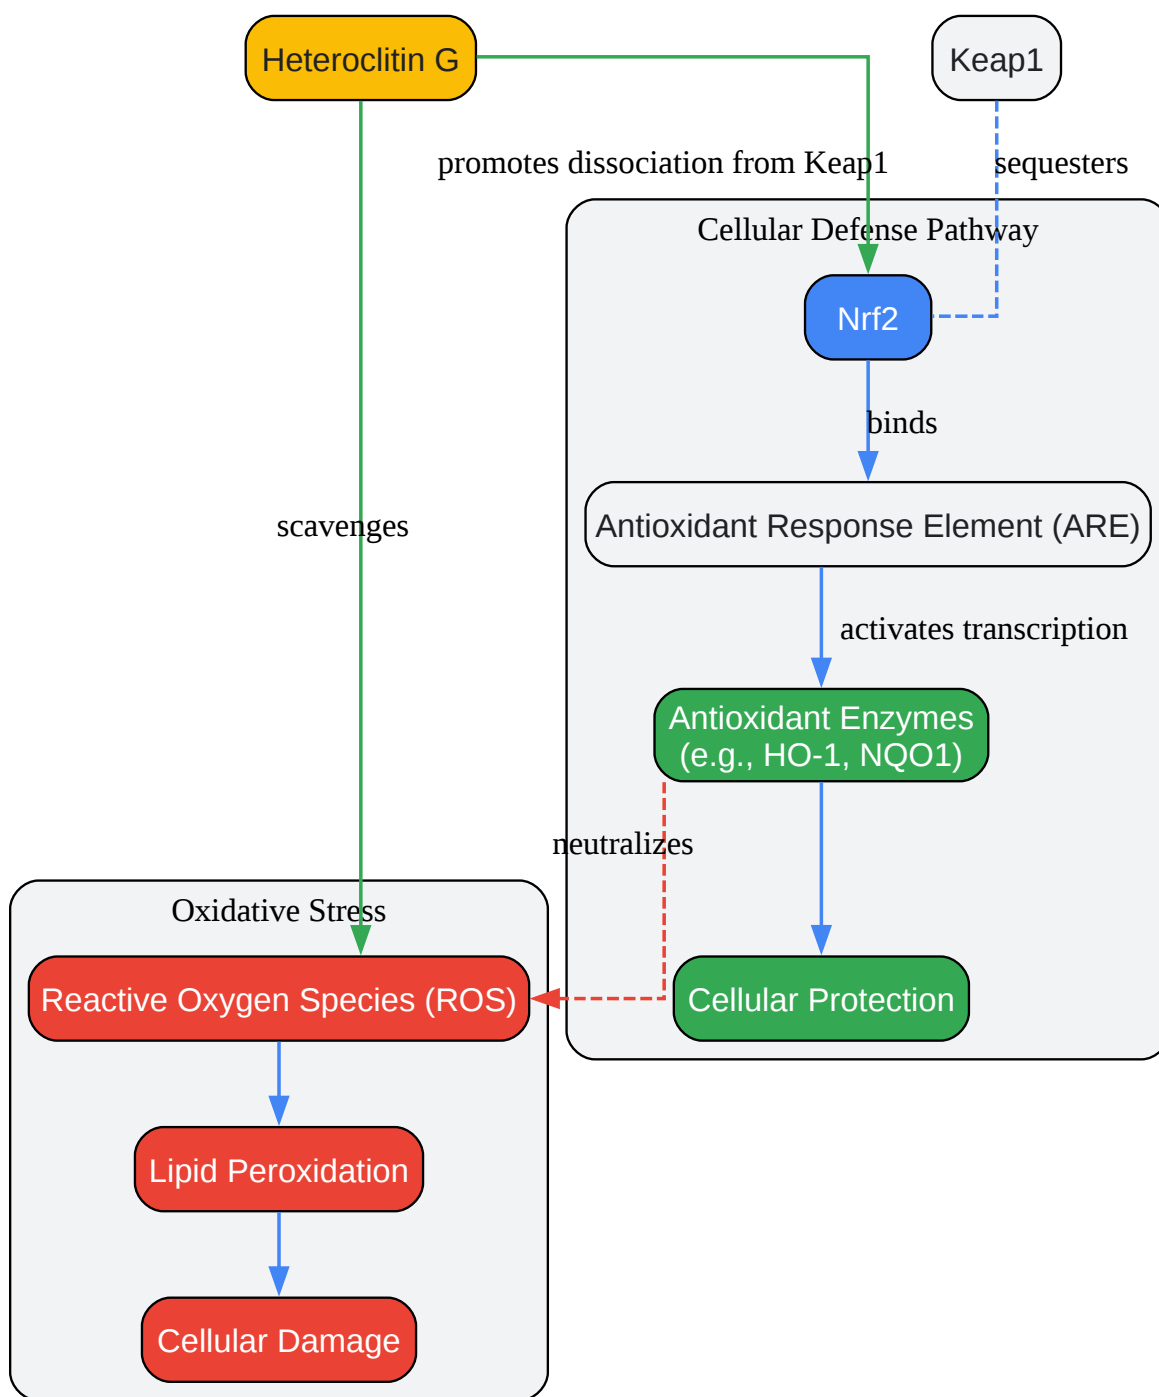 Heteroclitin G
Keap1
promotes dissociation from Keap1
sequesters
Cellular Defense Pathway
Nrf2
binds
Antioxidant Response Element (ARE)
scavenges
activates transcription
Antioxidant Enzymes
(e.g., HO-1, NQO1)
neutralizes
Oxidative Stress
Reactive Oxygen Species (ROS)
Cellular Protection
Lipid Peroxidation
Cellular Damage